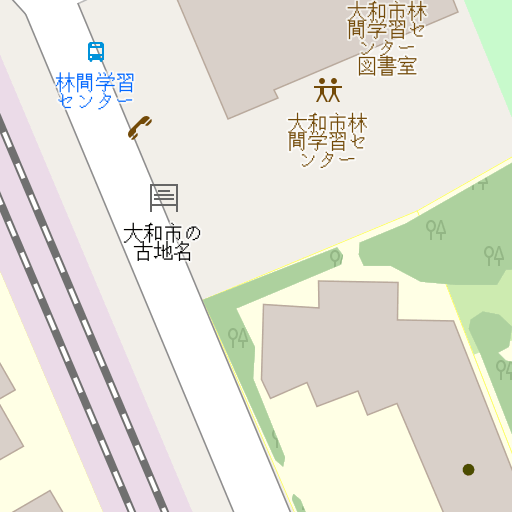 大和市林
間学習セ
ンター
図書室
林間学習
センター
大和市林
間学習セ
ンター
大和市の
古地名